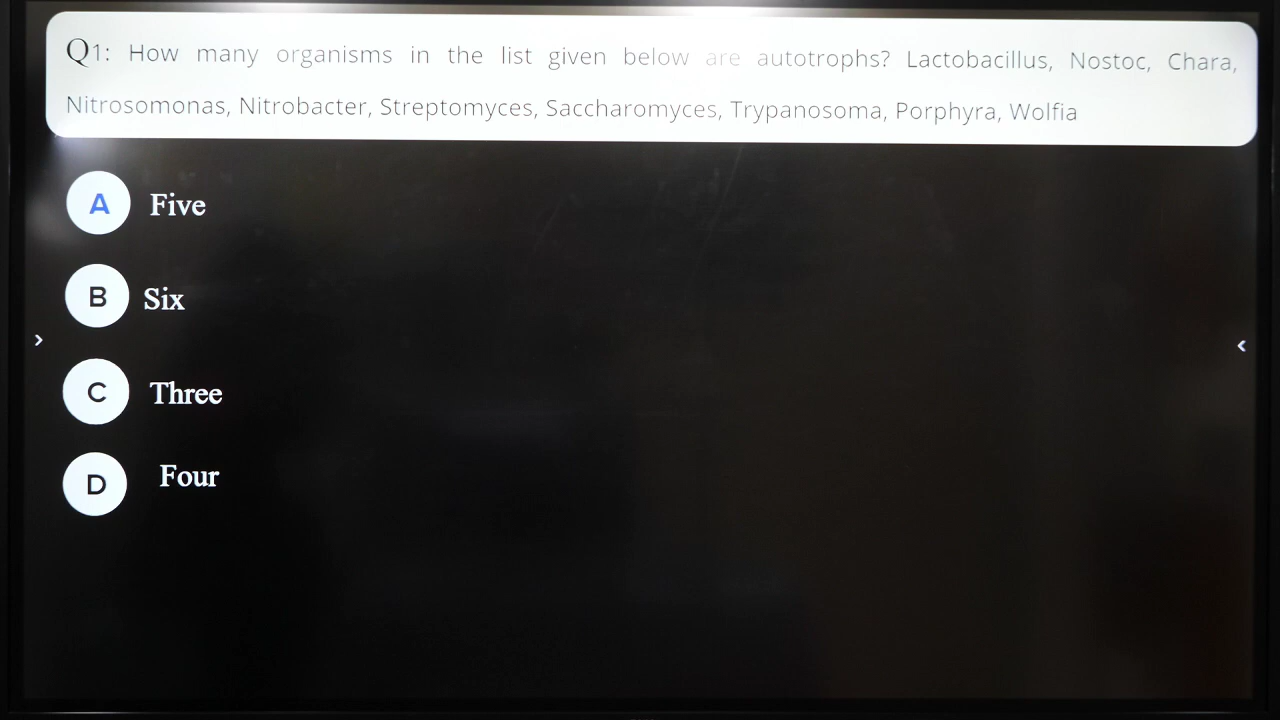 Q1: How many organisms in the list given below are autotrophs? Lactobacillus, Nostoc, Chara,
Nitrosomonas, Nitrobacter, Streptomyces, Saccharomyces, Trypanosoma, Porphyra, Wolfia
A Five
B Six
C Three
D Four